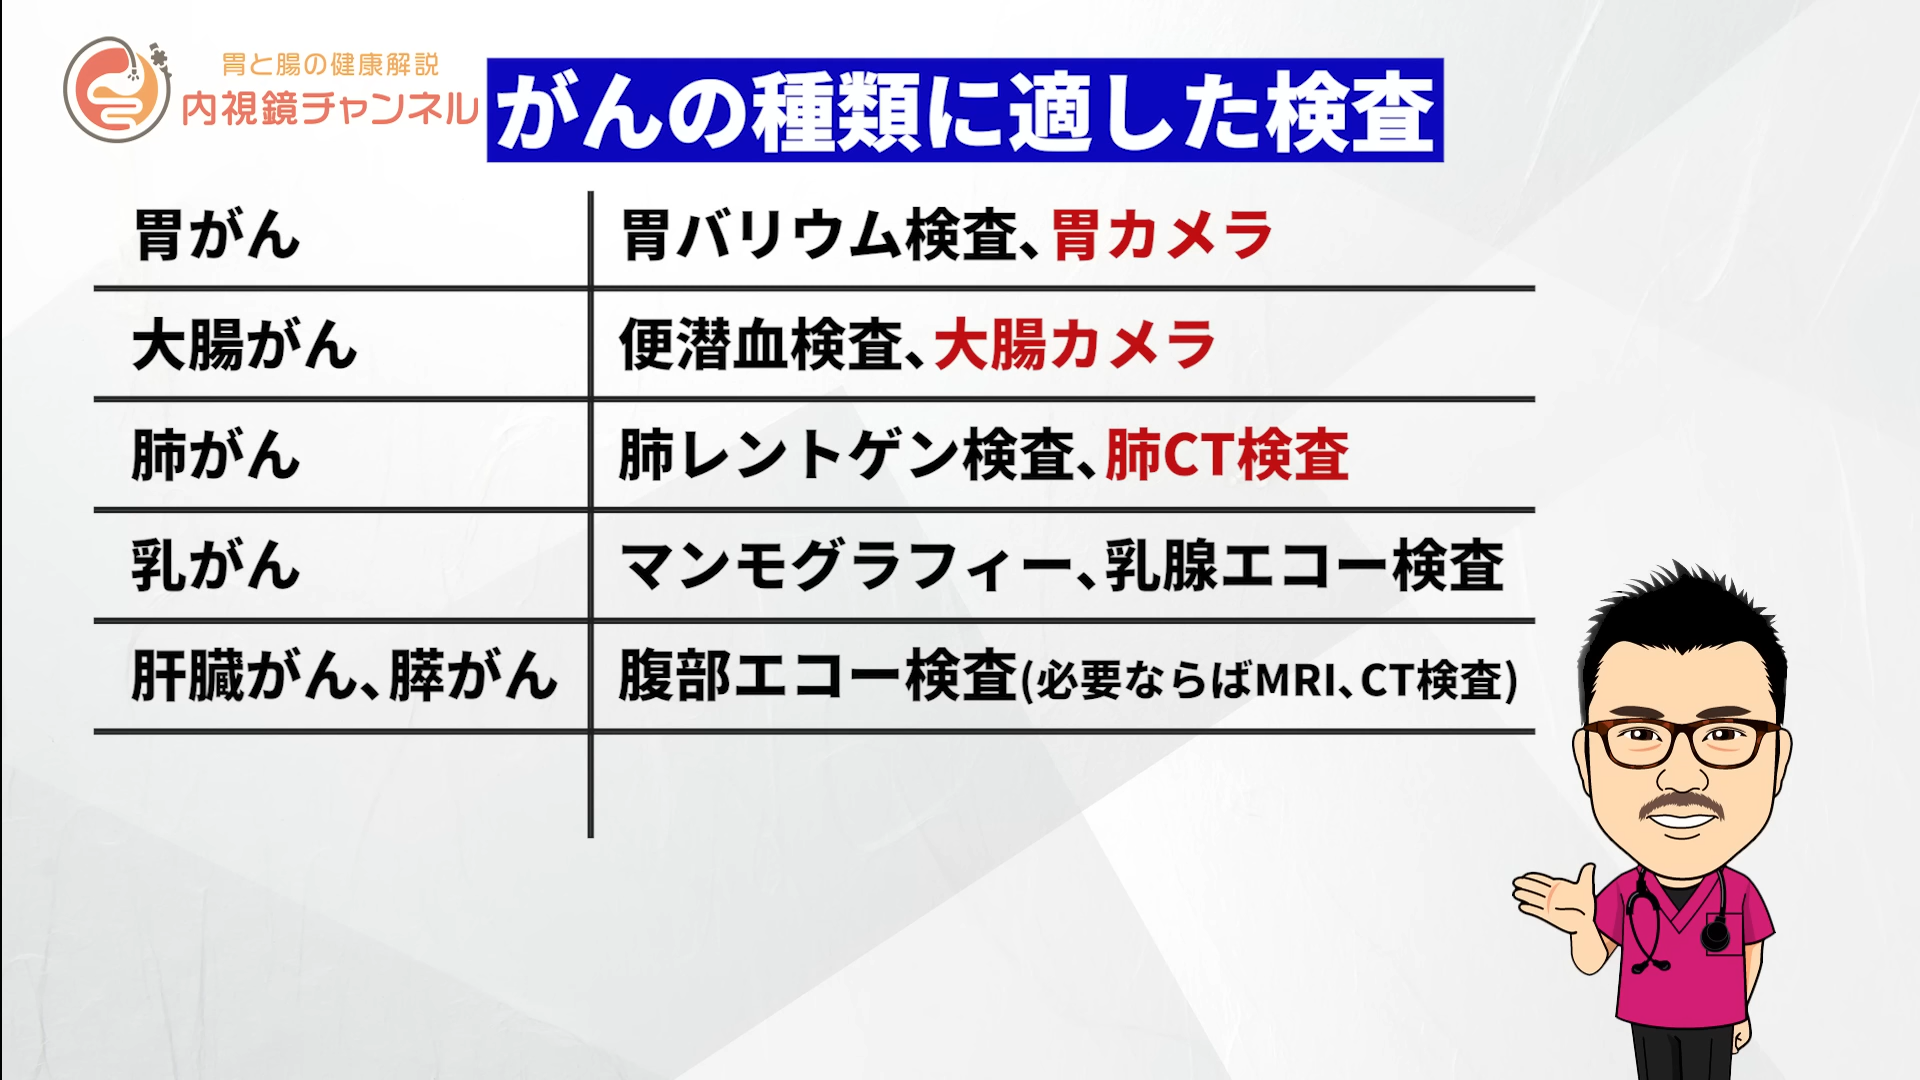 胃と腸の健康解説
内視鏡チャンネル
がんの種類に適した検査
胃がん
胃バリウム検査、胃カメラ
大腸がん
便潜血検査、大腸カメラ
肺がん
肺レントゲン検査、肺CT検査
乳がん
マンモグラフィー、乳腺エコー検査
肝臓がん、膵がん
腹部エコー検査(必要ならばMRI、CT検査)